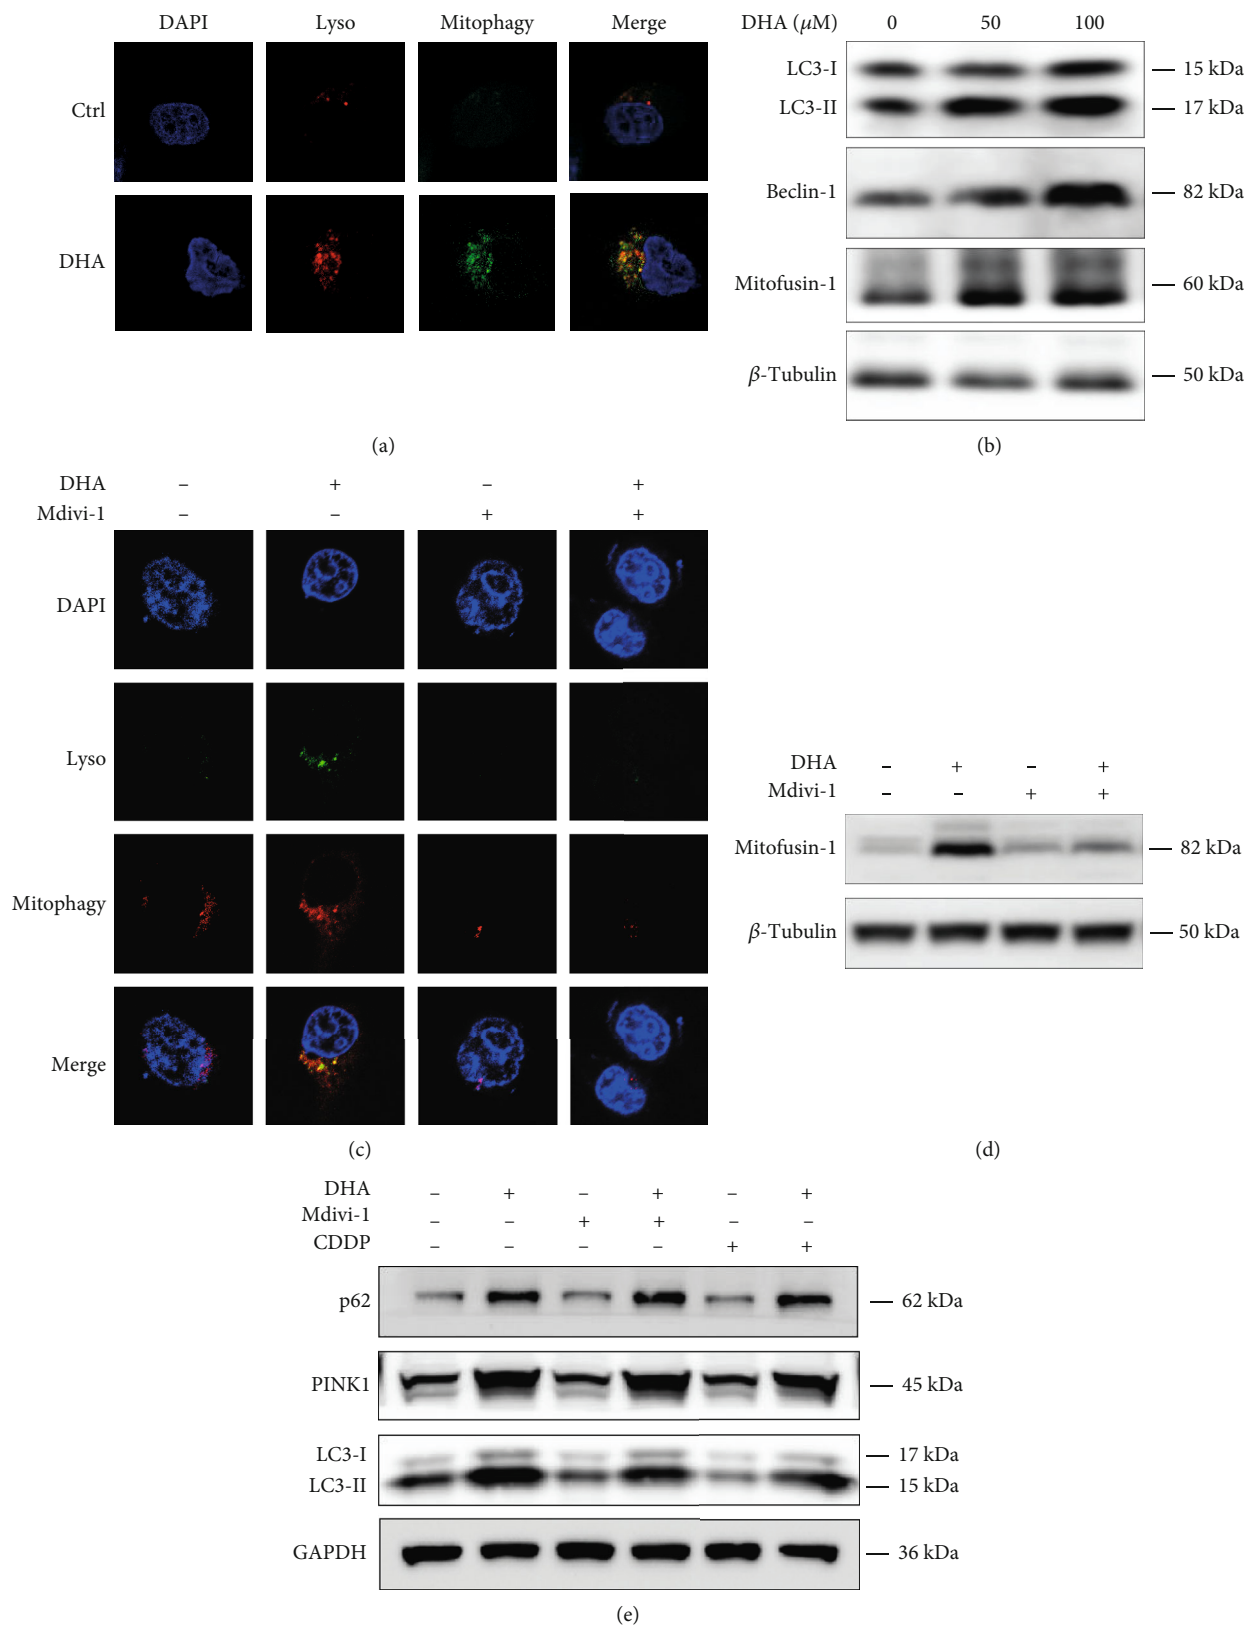 DAPI Lyso Mitophagy Merge
Ctrl
DHA
(a)
DHA (μM) 0 50 100
LC3-I 15 kDa
LC3-II 17 kDa
Beclin-1 82 kDa
Mitofusin-1 60 kDa
β-Tubulin 50 kDa
(b)
DHA – + – +
Mdivi-1 – – + +
DAPI
Lyso
Mitophagy
Merge
(c)
DHA – + – +
Mdivi-1 – – + +
Mitofusin-1 82 kDa
β-Tubulin 50 kDa
(d)
DHA – + – + – +
Mdivi-1 – – + + – –
CDDP – – – – + +
p62 62 kDa
PINK1 45 kDa
LC3-I 17 kDa
LC3-II 15 kDa
GAPDH 36 kDa
(e)